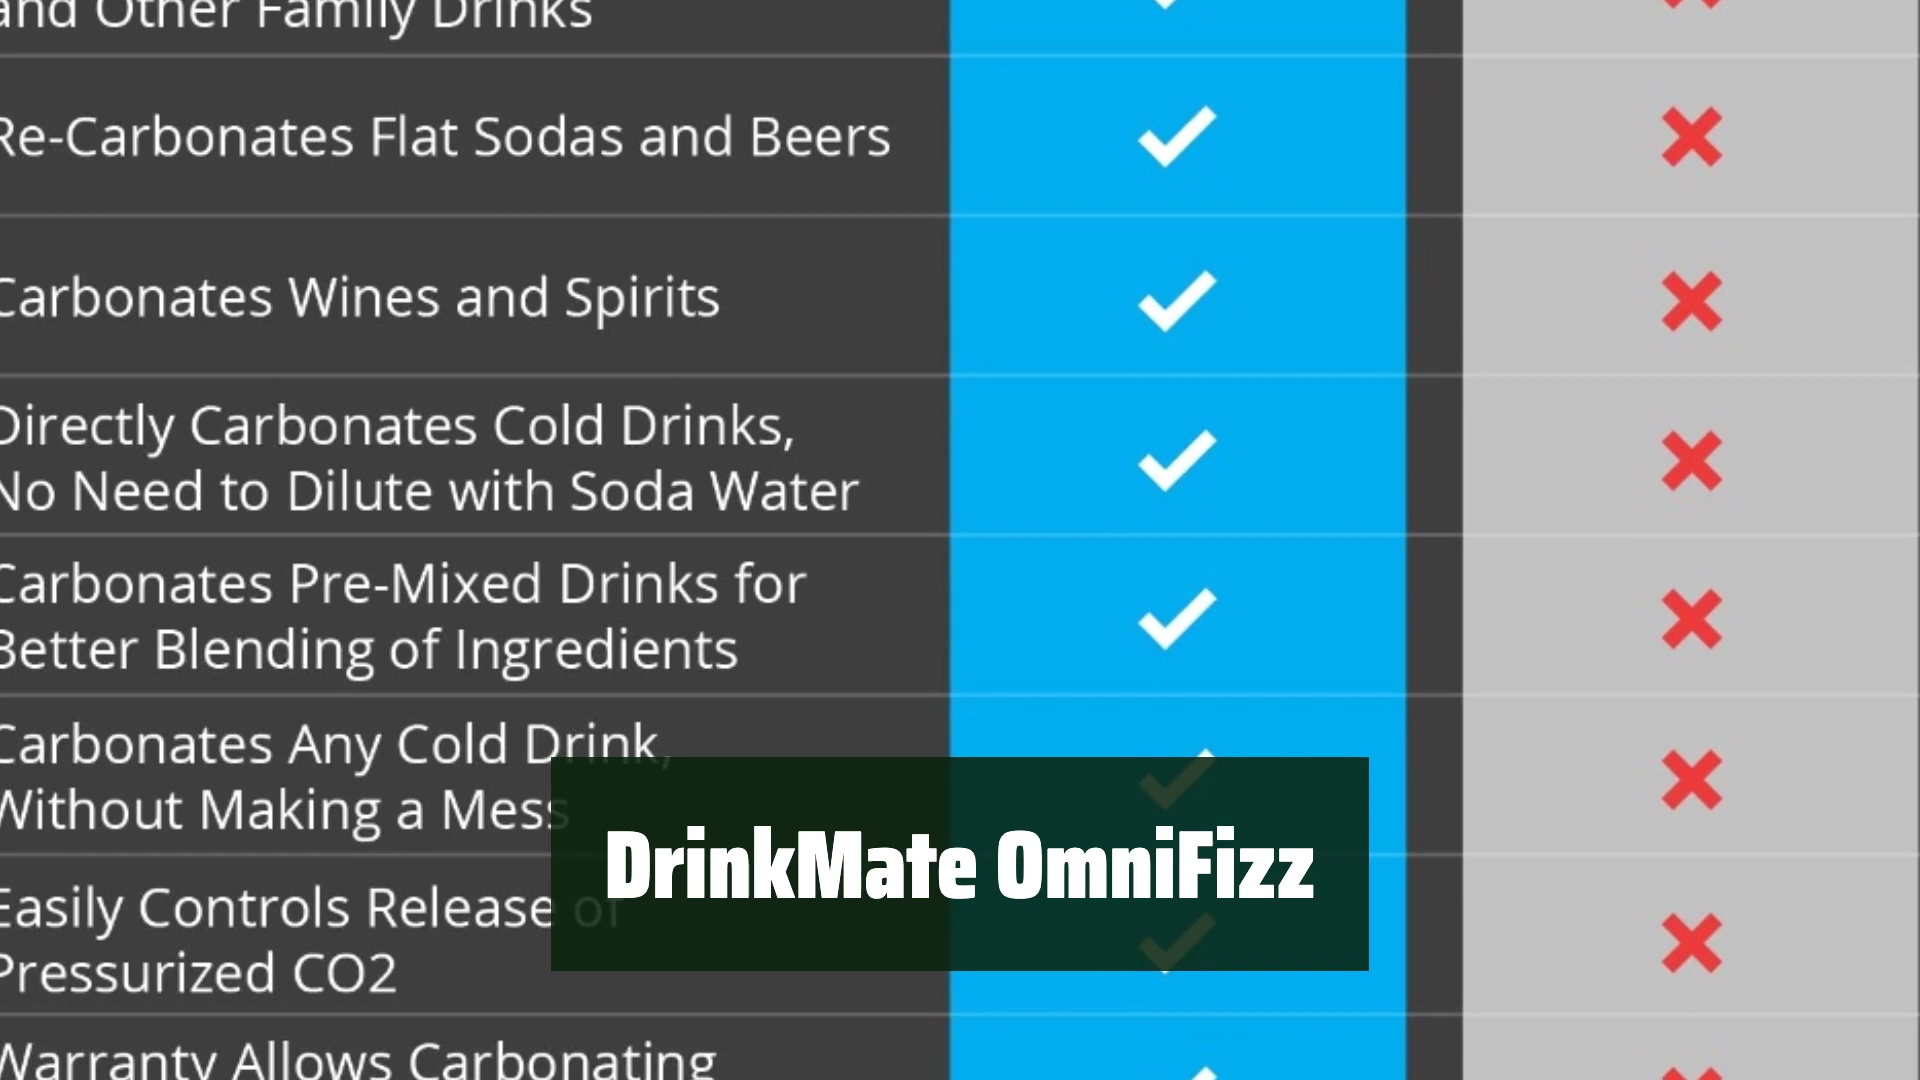 and Other Family Drinks
Re-Carbonates Flat Sodas and Beers
Carbonates Wines and Spirits
Directly Carbonates Cold Drinks,
No Need to Dilute with Soda Water
Carbonates Pre-Mixed Drinks for
Better Blending of Ingredients
Carbonates Any Cold Drink,
Without Making a Mess
DrinkMate OmniFizz
Easily Controls Release of
Pressurized CO2
Warranty Allows Carbonating